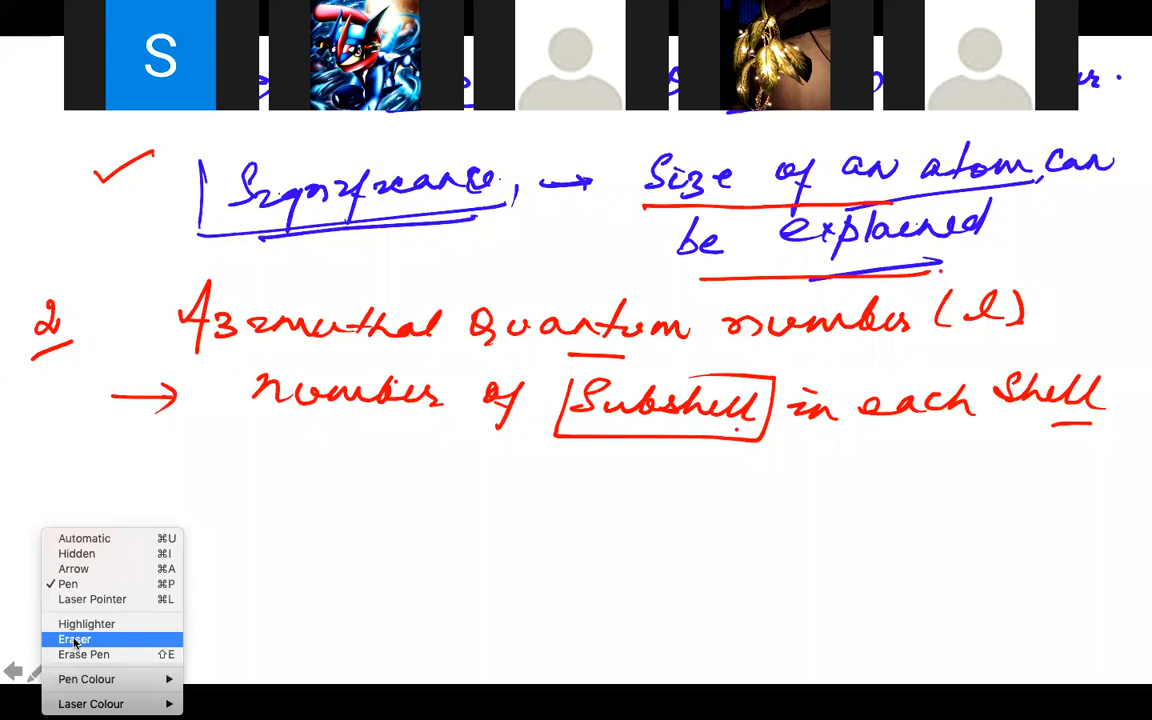 S
Significance, → Size of an atom, can
be explained
2 Azimuthal Quantum number (l)
→ number of Subshell in each Shell
Automatic ⌘U
Hidden ⌘I
Arrow ⌘A
✓ Pen ⌘P
Laser Pointer ⌘L
Highlighter
Eraser
Erase Pen ⇧E
Pen Colour ▶
Laser Colour ▶